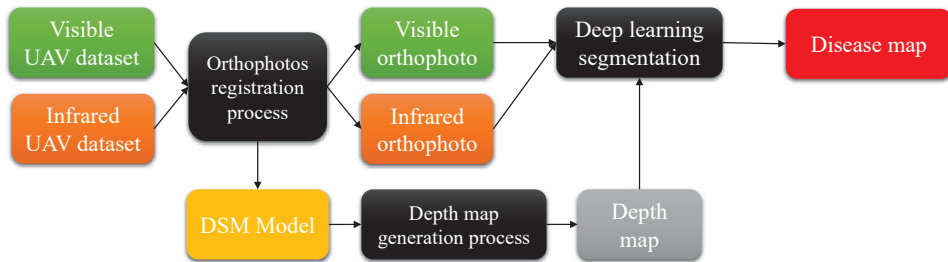 Visible
UAV dataset
Infrared
UAV dataset
Orthophotos
registration
process
Visible
orthophoto
Infrared
orthophoto
Deep learning
segmentation
Disease map
DSM Model
Depth map
generation process
Depth
map